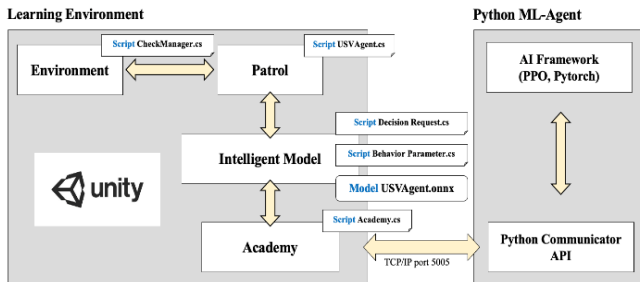 Learning Environment
Python ML-Agent
Script CheckManager.cs
Script USVAgent.cs
Environment
Patrol
AI Framework
(PPO, Pytorch)
Script Decision Request.cs
Script Behavior Parameter.cs
Intelligent Model
unity
Model USVAgent.onnx
Script Academy.cs
Academy
Python Communicator
API
TCP/IP port 5005